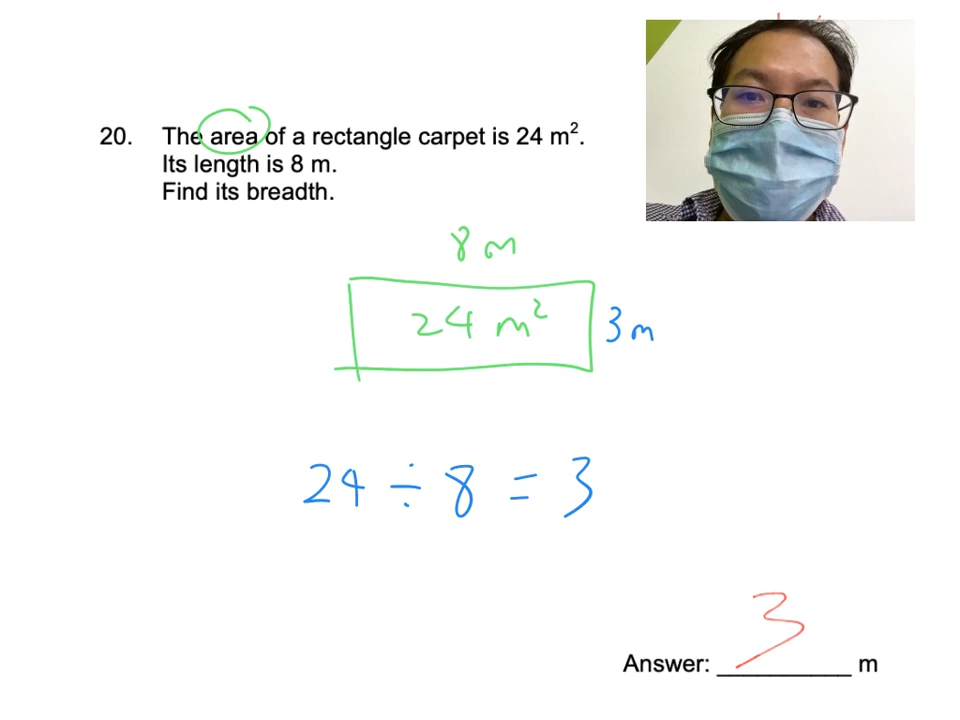 20. The area of a rectangle carpet is 24 m².
Its length is 8 m.
Find its breadth.
8 m
24 m²
3 m
24 ÷ 8 = 3
3
Answer: __________ m